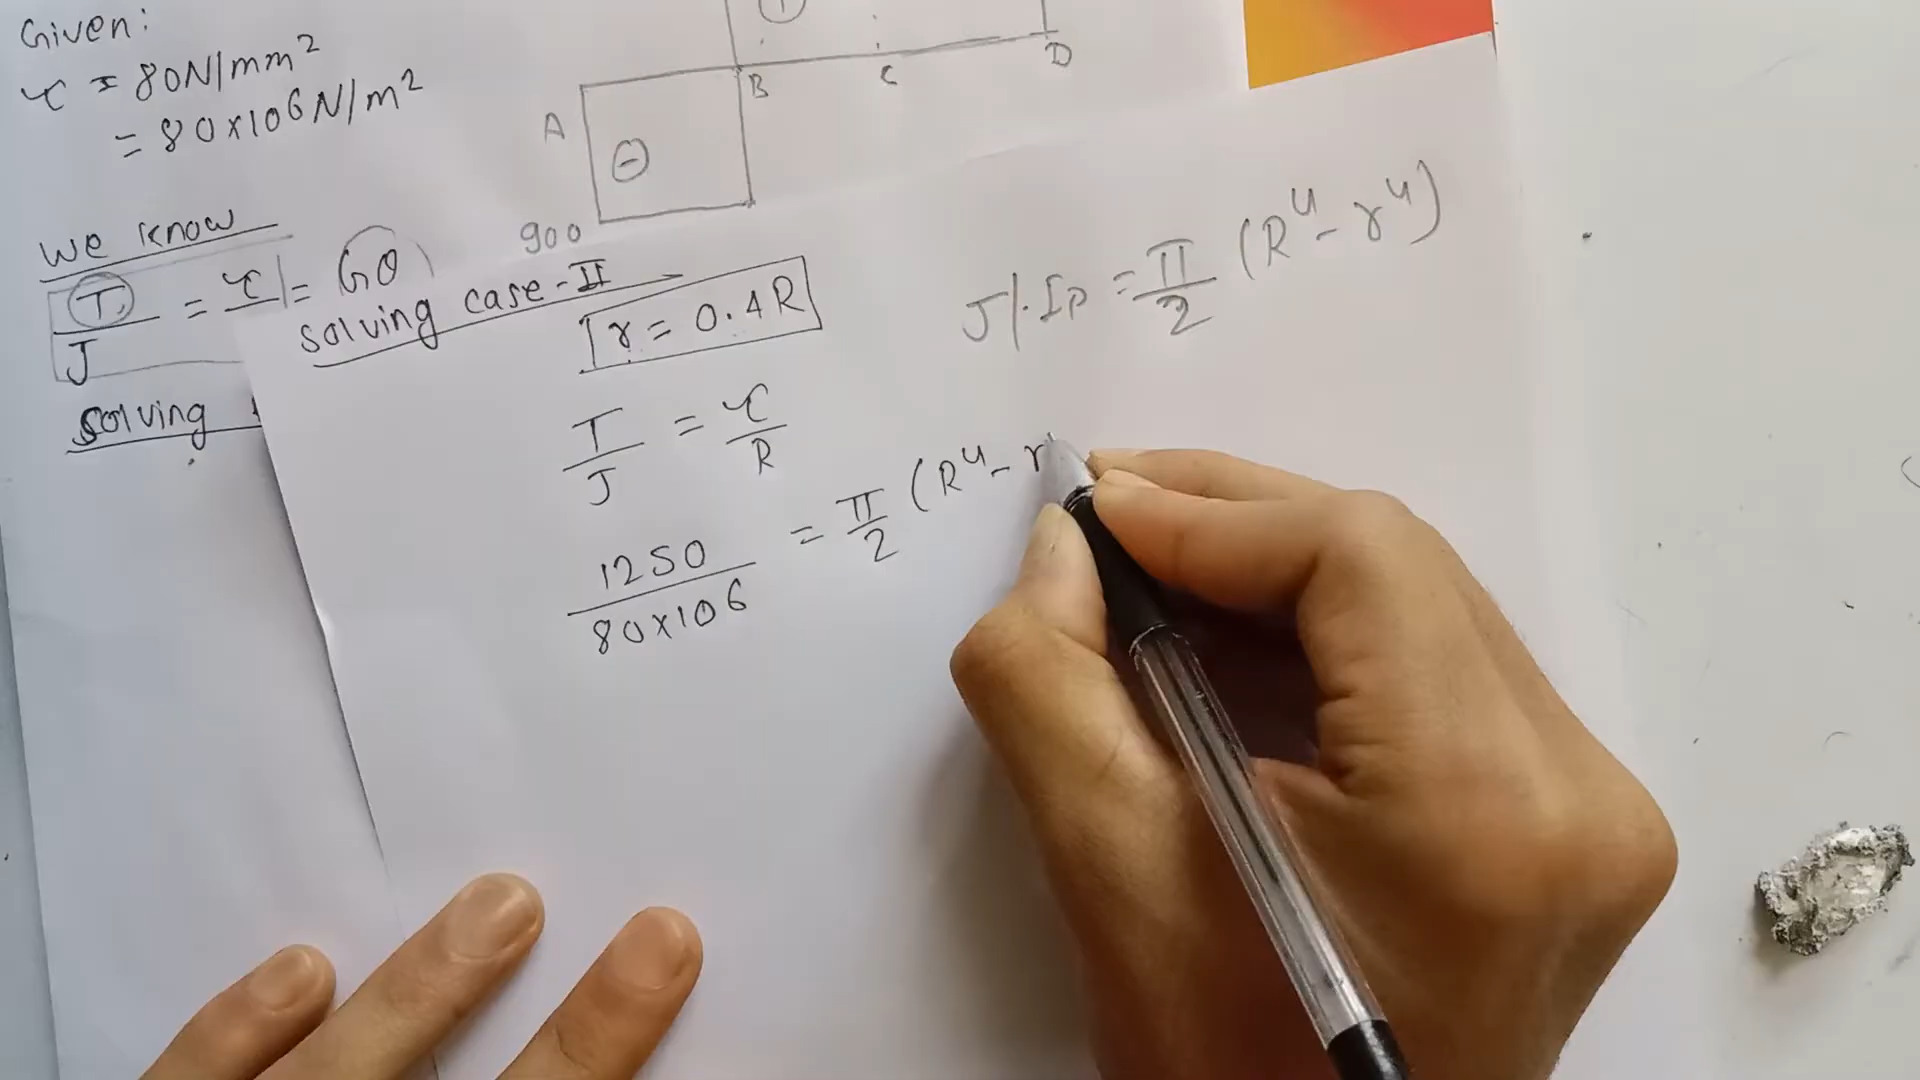 Given:
τ = 80N/mm²
= 80x106N/m²
B
C
D
A
900
we know
T/J = τ/ = Gθ
solving
solving case-II
r = 0.4R
J/.Ip = π/2 (R⁴ - r⁴)
T/J = τ/R
1250/80x106 = π/2 (R⁴ - r